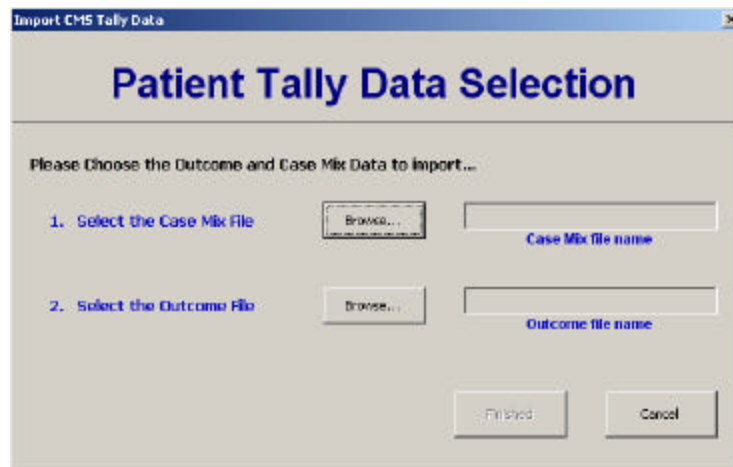 Import CMS Tally Data
Patient Tally Data Selection
Please Choose the Outcome and Case Mix Data to import...
1. Select the Case Mix File Browse...
Case Mix file name
2. Select the Outcome File Browse...
Outcome file name
Finished Cancel